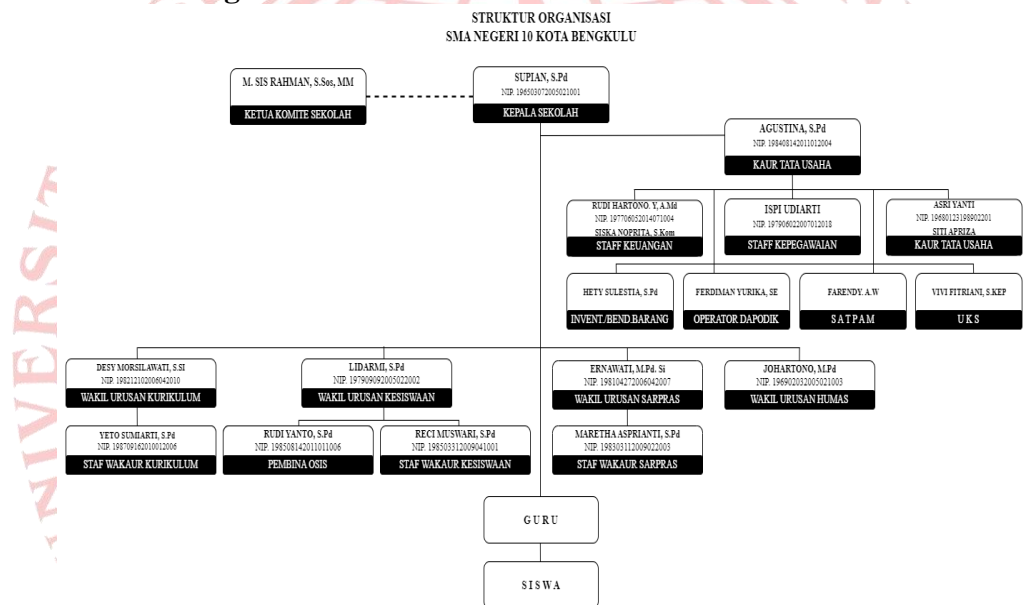 STRUKTUR ORGANISASI
SMA NEGERI 10 KOTA BENGKULU
M. SIS RAHMAN, S.Sos, MM
KETUA KOMITE SEKOLAH
SUPIAN, S.Pd
NIP. 196503072005021001
KEPALA SEKOLAH
AGUSTINA, S.Pd
NIP. 198408142011012004
KAUR TATA USAHA
RUDI HARTONO. Y, A.Md
NIP. 197706052014071004
SISKA NOPRITA, S.Kom
STAFF KEUANGAN
ISPI UDIARTI
NIP. 197906022007012018
STAFF KEPEGAWAIAN
ASRI YANTI
NIP. 19680123198902201
SITI APRIZA
KAUR TATA USAHA
HETY SULESTIA, S.Pd
INVENT./BEND.BARANG
FERDIMAN YURIKA, SE
OPERATOR DAPODIK
FARENDY. A.W
SATPAM
VIVI FITRIANI, S.KEP
UKS
DESY MORSILAWATI, S.SI
NIP. 198212102006042010
WAKIL URUSAN KURIKULUM
LIDARMI, S.Pd
NIP. 197909092005022002
WAKIL URUSAN KESISWAAN
ERNAWATI, M.Pd. Si
NIP. 198104272006042007
WAKIL URUSAN SARPRAS
JOHARTONO, M.Pd
NIP. 196902032005021003
WAKIL URUSAN HUMAS
YETO SUMIARTI, S.Pd
NIP. 198709162010012006
STAF WAKAUR KURIKULUM
RUDI YANTO, S.Pd
NIP. 198508142011011006
PEMBINA OSIS
RECI MUSWARI, S.Pd
NIP. 198503312009041001
STAF WAKAUR KESISWAAN
MARETHA ASPRIANTI, S.Pd
NIP. 198303112009022003
STAF WAKAUR SARPRAS
GURU
SISWA